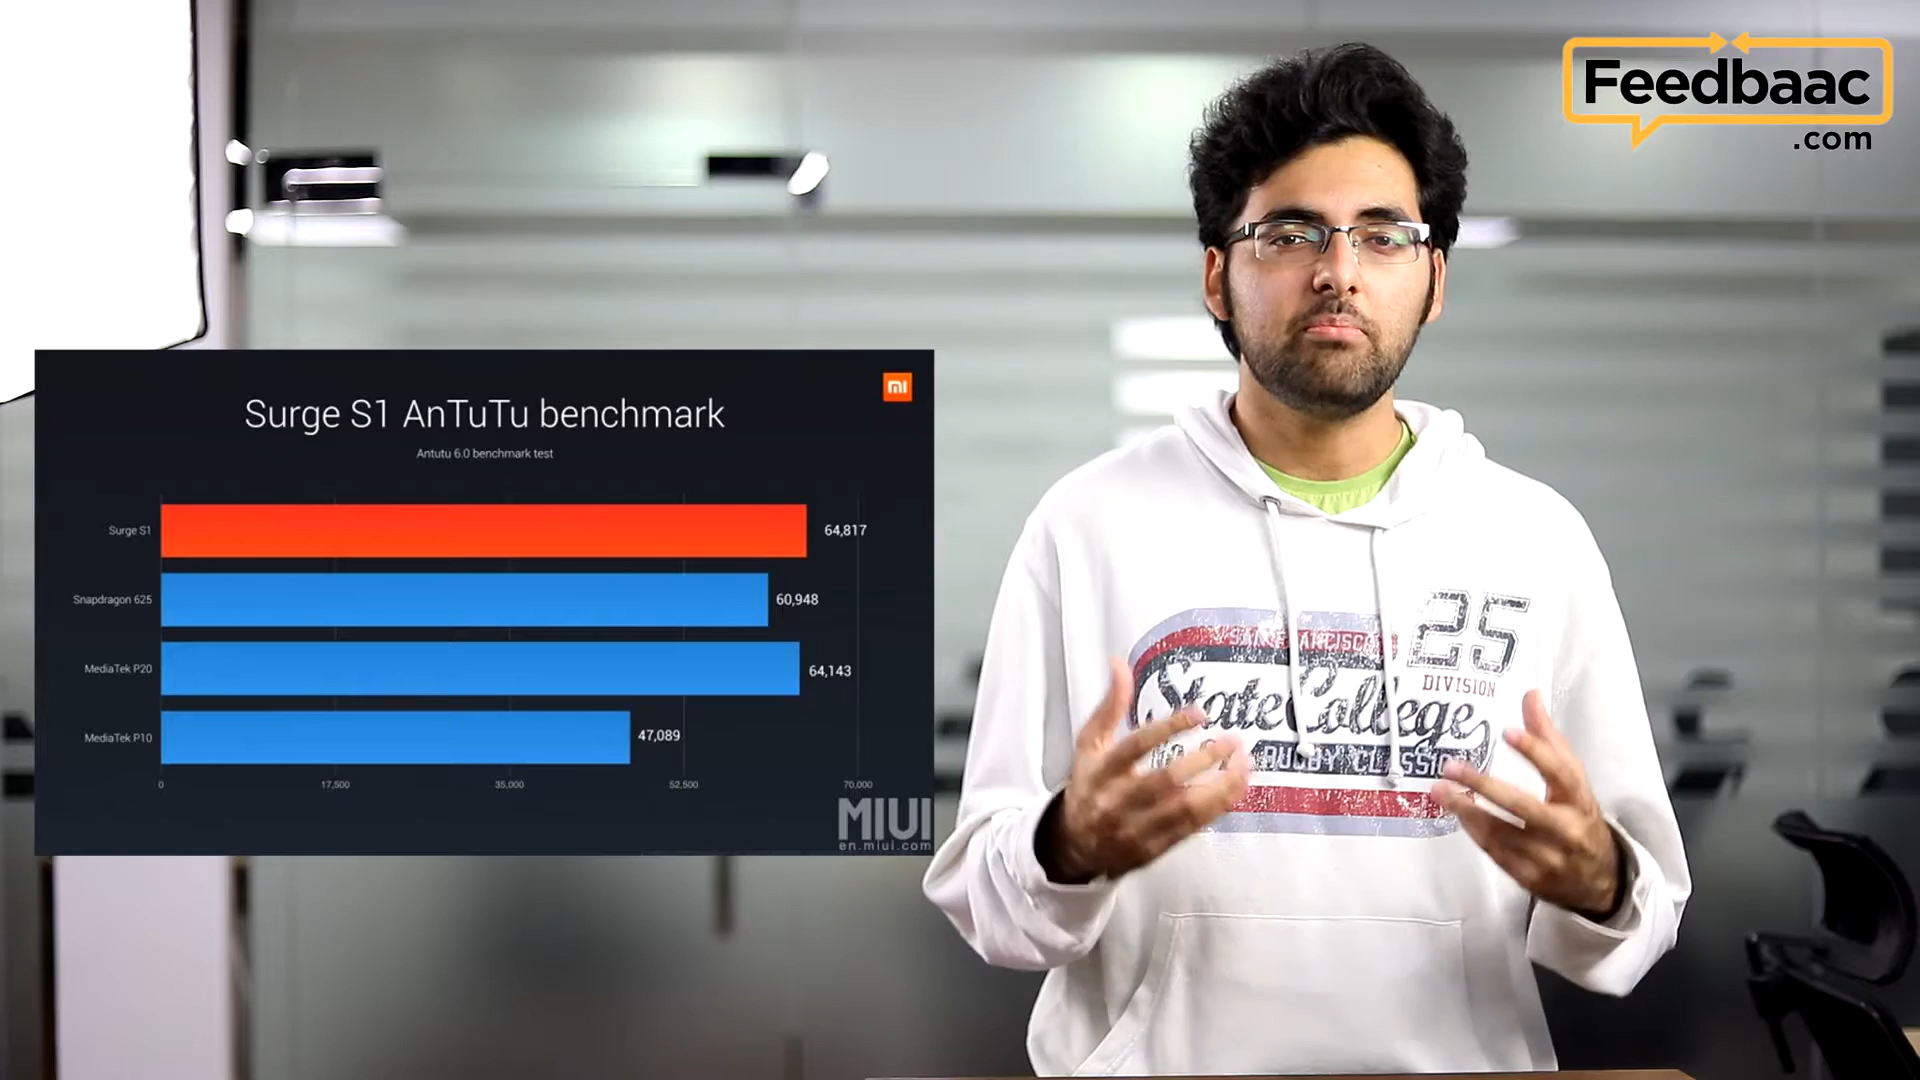 Feedbaac
.com
mi
Surge S1 AnTuTu benchmark
Antutu 6.0 benchmark test
Surge S1
64,817
Snapdragon 625
60,948
MediaTek P20
64,143
MediaTek P10
47,089
0
17,500
35,000
52,500
70,000
MIUI
en.miui.com
25
DIVISION
SAN FRANCISCO
State College
RUGBY CLASSIC